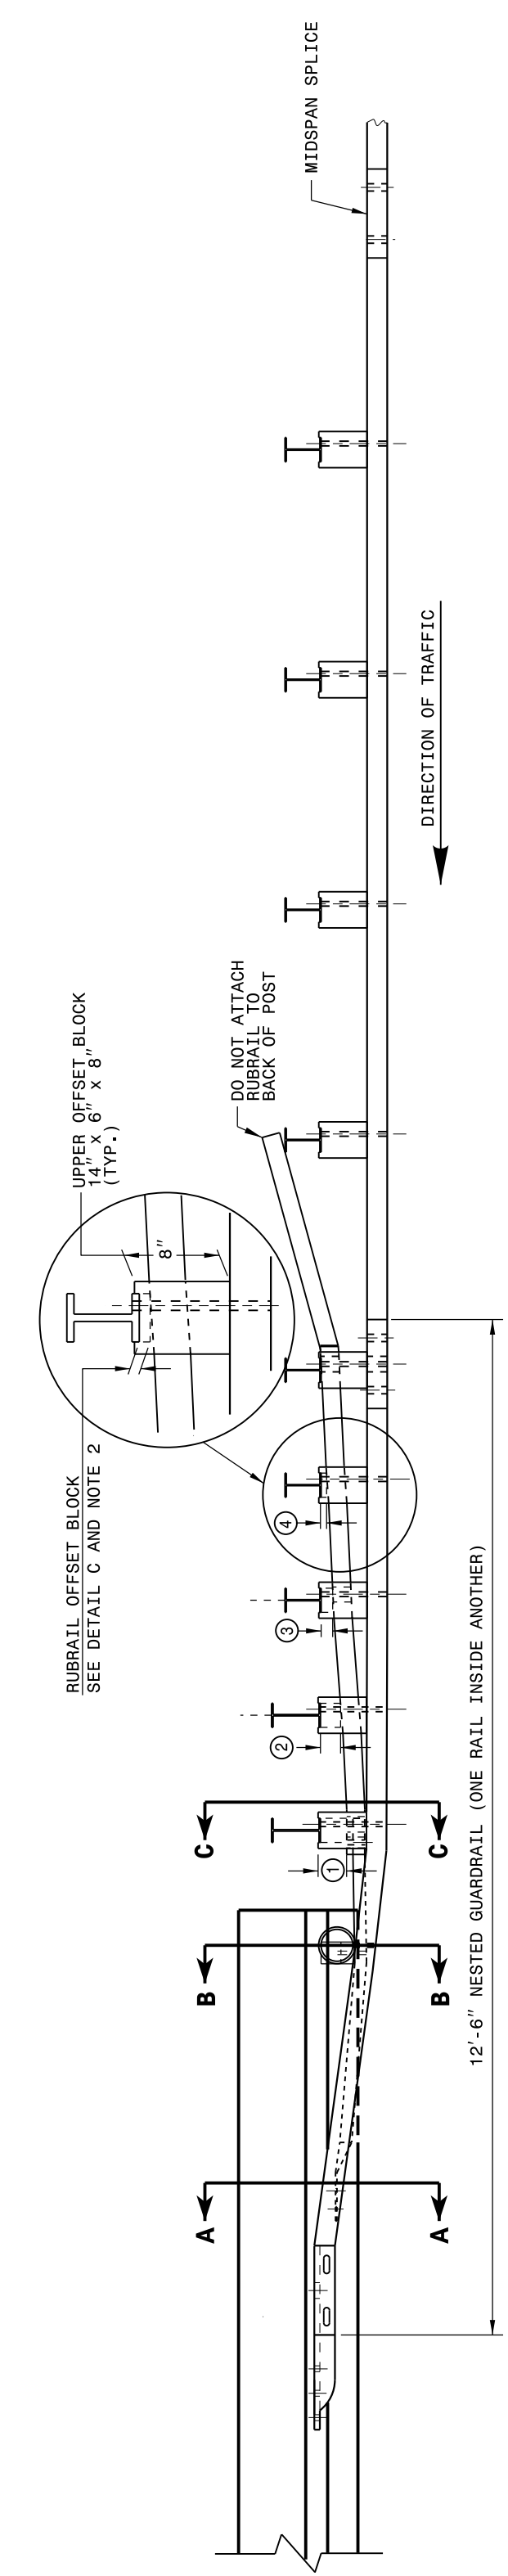 RUBRAIL OFFSET BLOCK
SEE DETAIL C AND NOTE 2
UPPER OFFSET BLOCK
14" x 6" x 8"
(TYP.)
8"
DO NOT ATTACH
RUBRAIL TO
BACK OF POST
MIDSPAN SPLICE
A
B
C
1
2
3
4
A
B
C
DIRECTION OF TRAFFIC
12'-6" NESTED GUARDRAIL (ONE RAIL INSIDE ANOTHER)